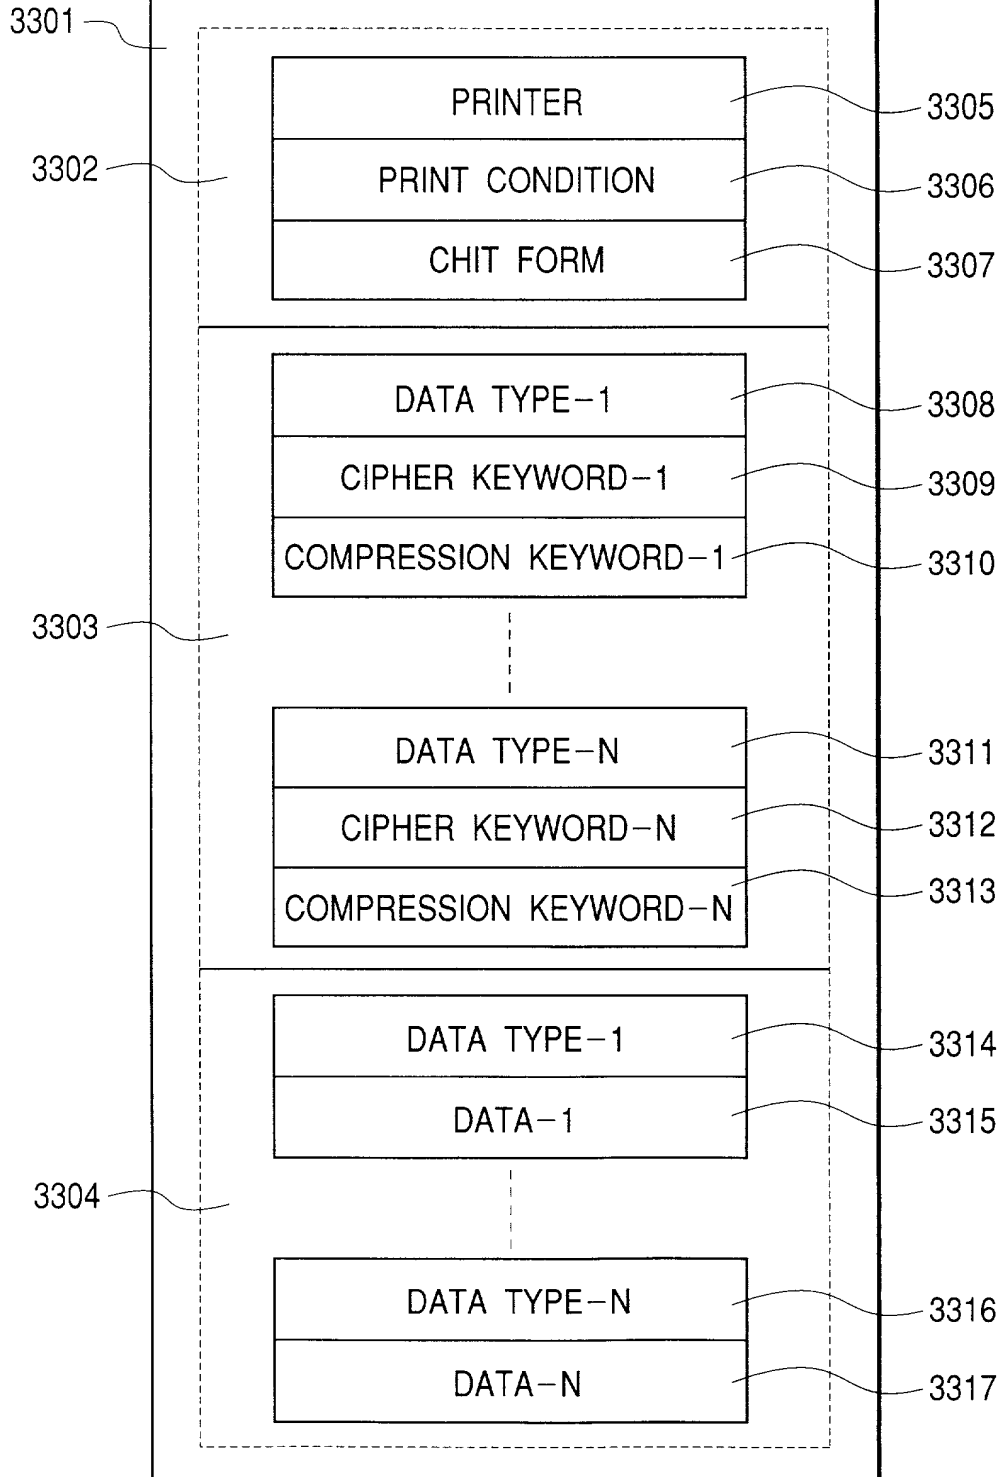 3301
PRINTER 3305
3302
PRINT CONDITION 3306
CHIT FORM 3307
DATA TYPE-1 3308
CIPHER KEYWORD-1 3309
COMPRESSION KEYWORD-1 3310
3303
DATA TYPE-N 3311
CIPHER KEYWORD-N 3312
COMPRESSION KEYWORD-N 3313
DATA TYPE-1 3314
DATA-1 3315
3304
DATA TYPE-N 3316
DATA-N 3317